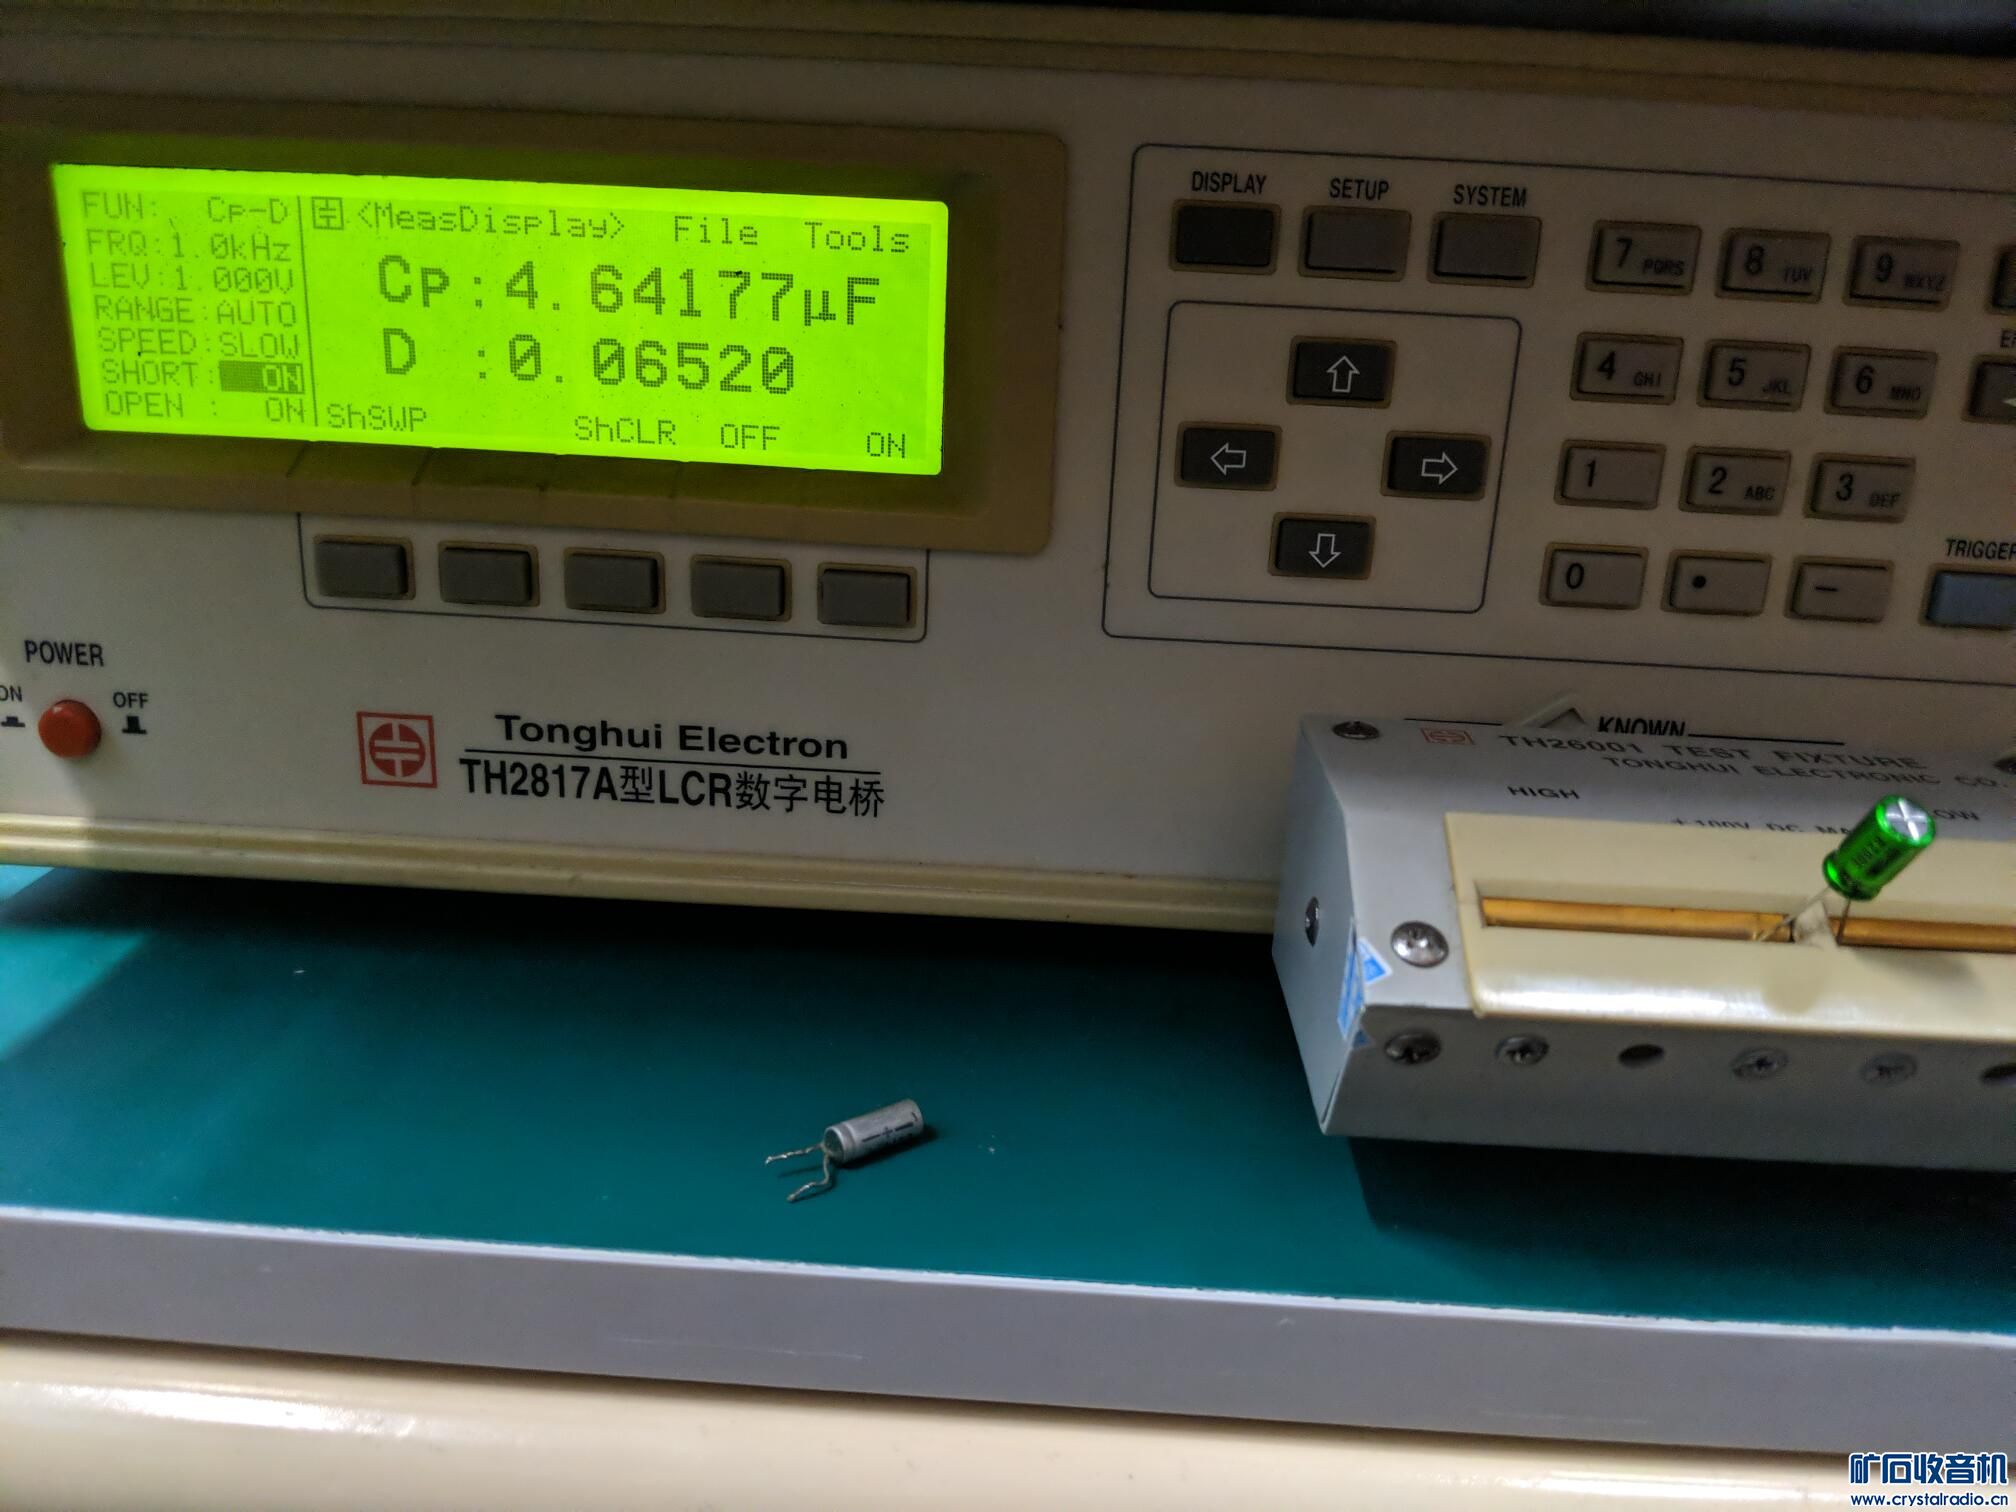 FUN: Cp-D
FRQ:1.0kHz
LEV:1.000V
RANGE:AUTO
SPEED:SLOW
SHORT: ON
OPEN : ON
<MeasDisplay> File Tools
Cp:4.64177μF
D :0.06520
ShSWP ShCLR OFF ON
DISPLAY SETUP SYSTEM
7 PQRS 8 TUV 9 WXYZ
4 GHI 5 JKL 6 MNO
1 2 ABC 3 DEF
0 • −
TRIGGER
POWER
ON OFF
Tonghui Electron
TH2817A型LCR数字电桥
KNOWN
TH26001 TEST FIXTURE
TONGHUI ELECTRONIC CO.
HIGH
矿石收音机
www.crystalradio.cn